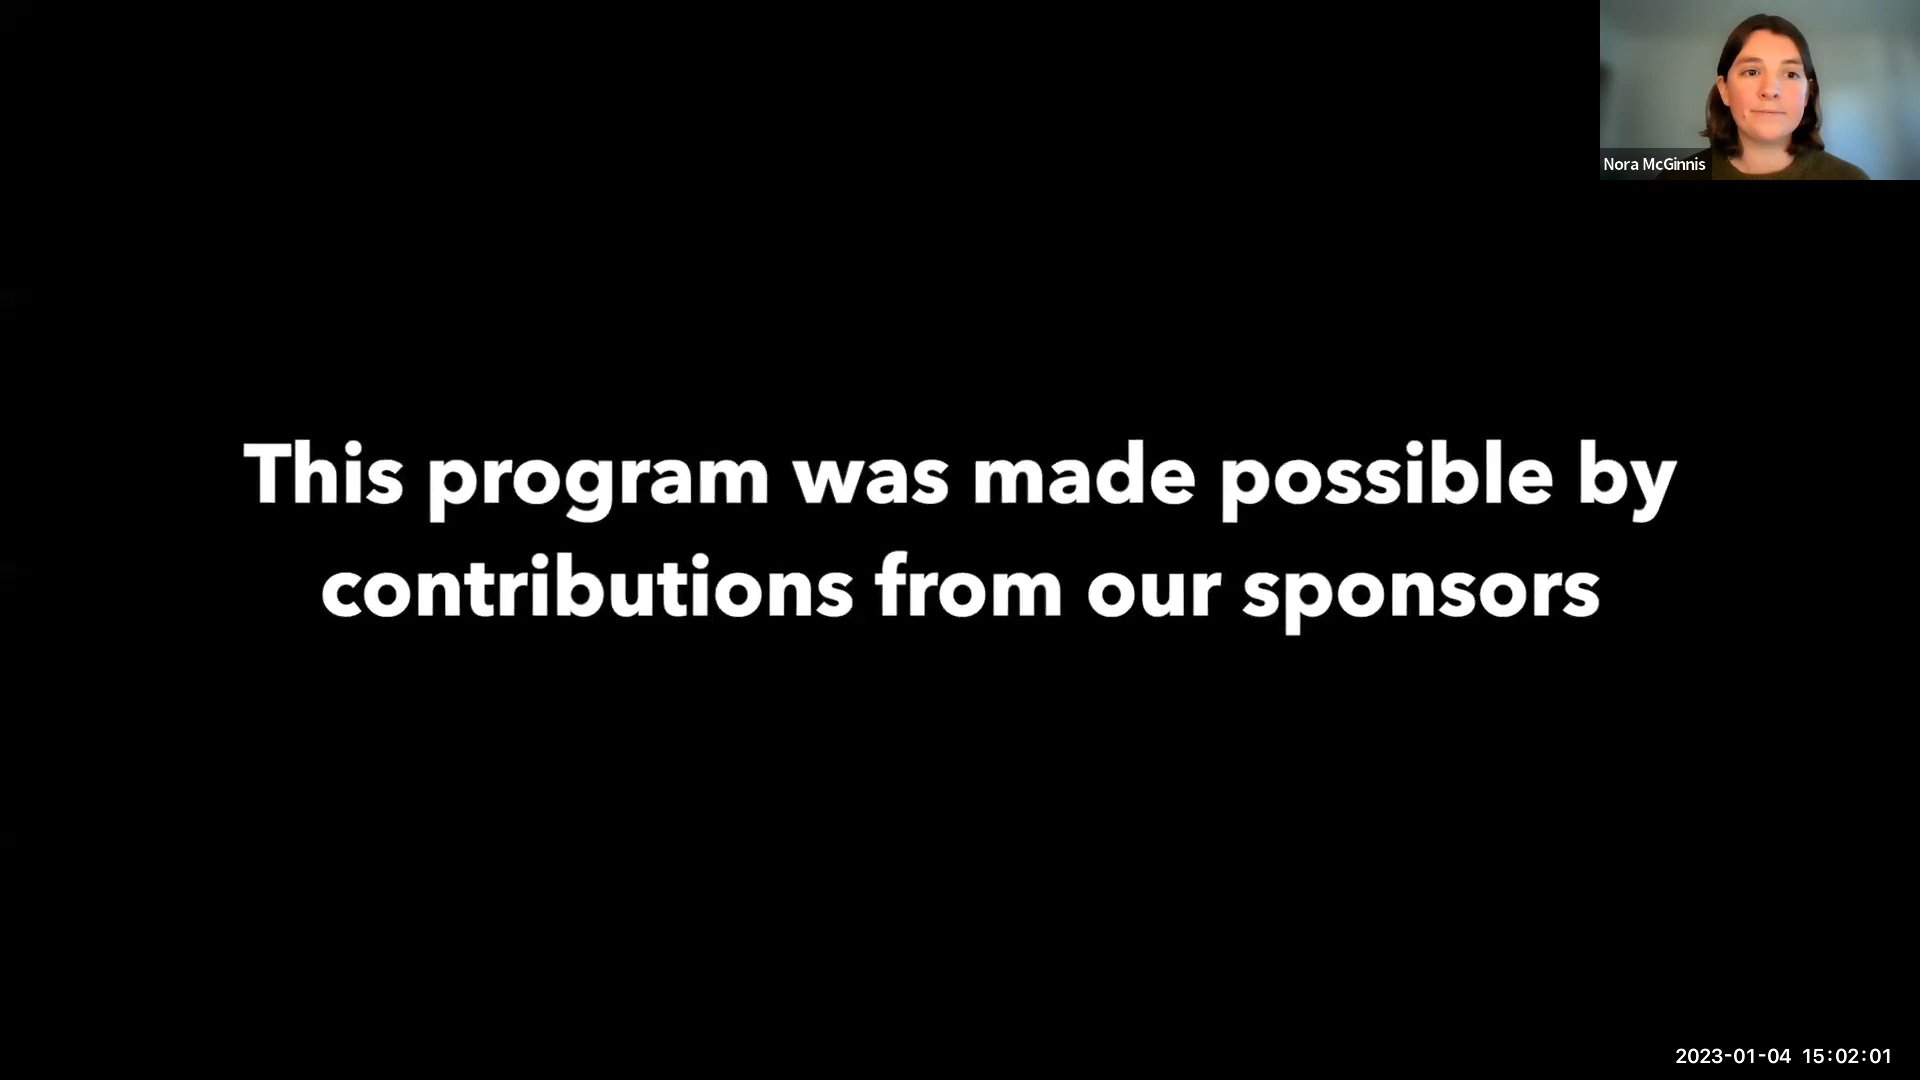 Nora McGinnis
This program was made possible by
contributions from our sponsors
2023-01-04 15:02:01